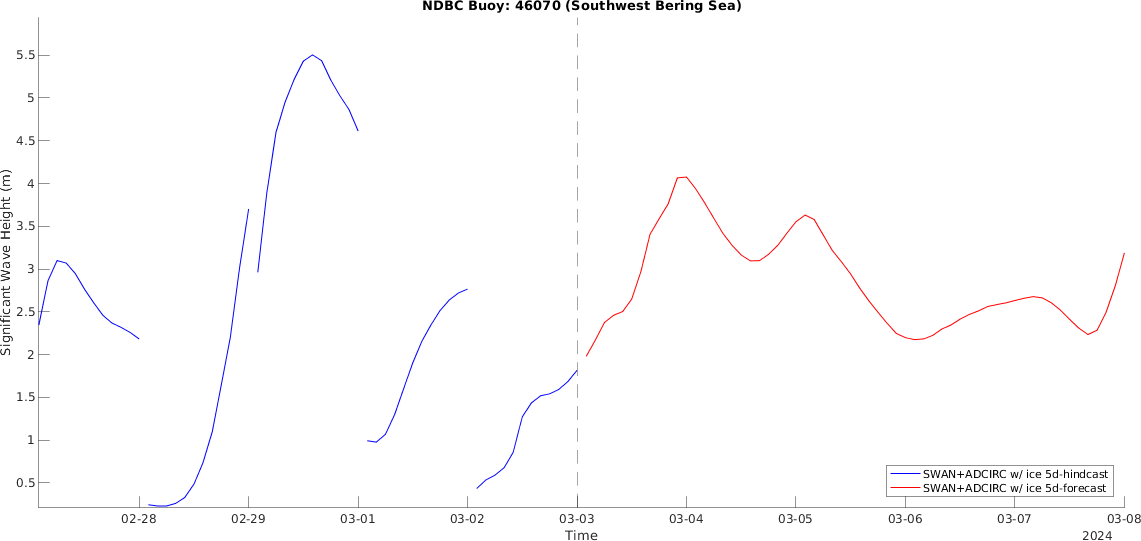 NDBC Buoy: 46070 (Southwest Bering Sea)
Significant Wave Height (m)
5.5
5
4.5
4
3.5
3
2.5
2
1.5
1
0.5
SWAN+ADCIRC w/ ice 5d-hindcast
SWAN+ADCIRC w/ ice 5d-forecast
02-28 02-29 03-01 03-02 03-03 03-04 03-05 03-06 03-07 03-08
Time
2024